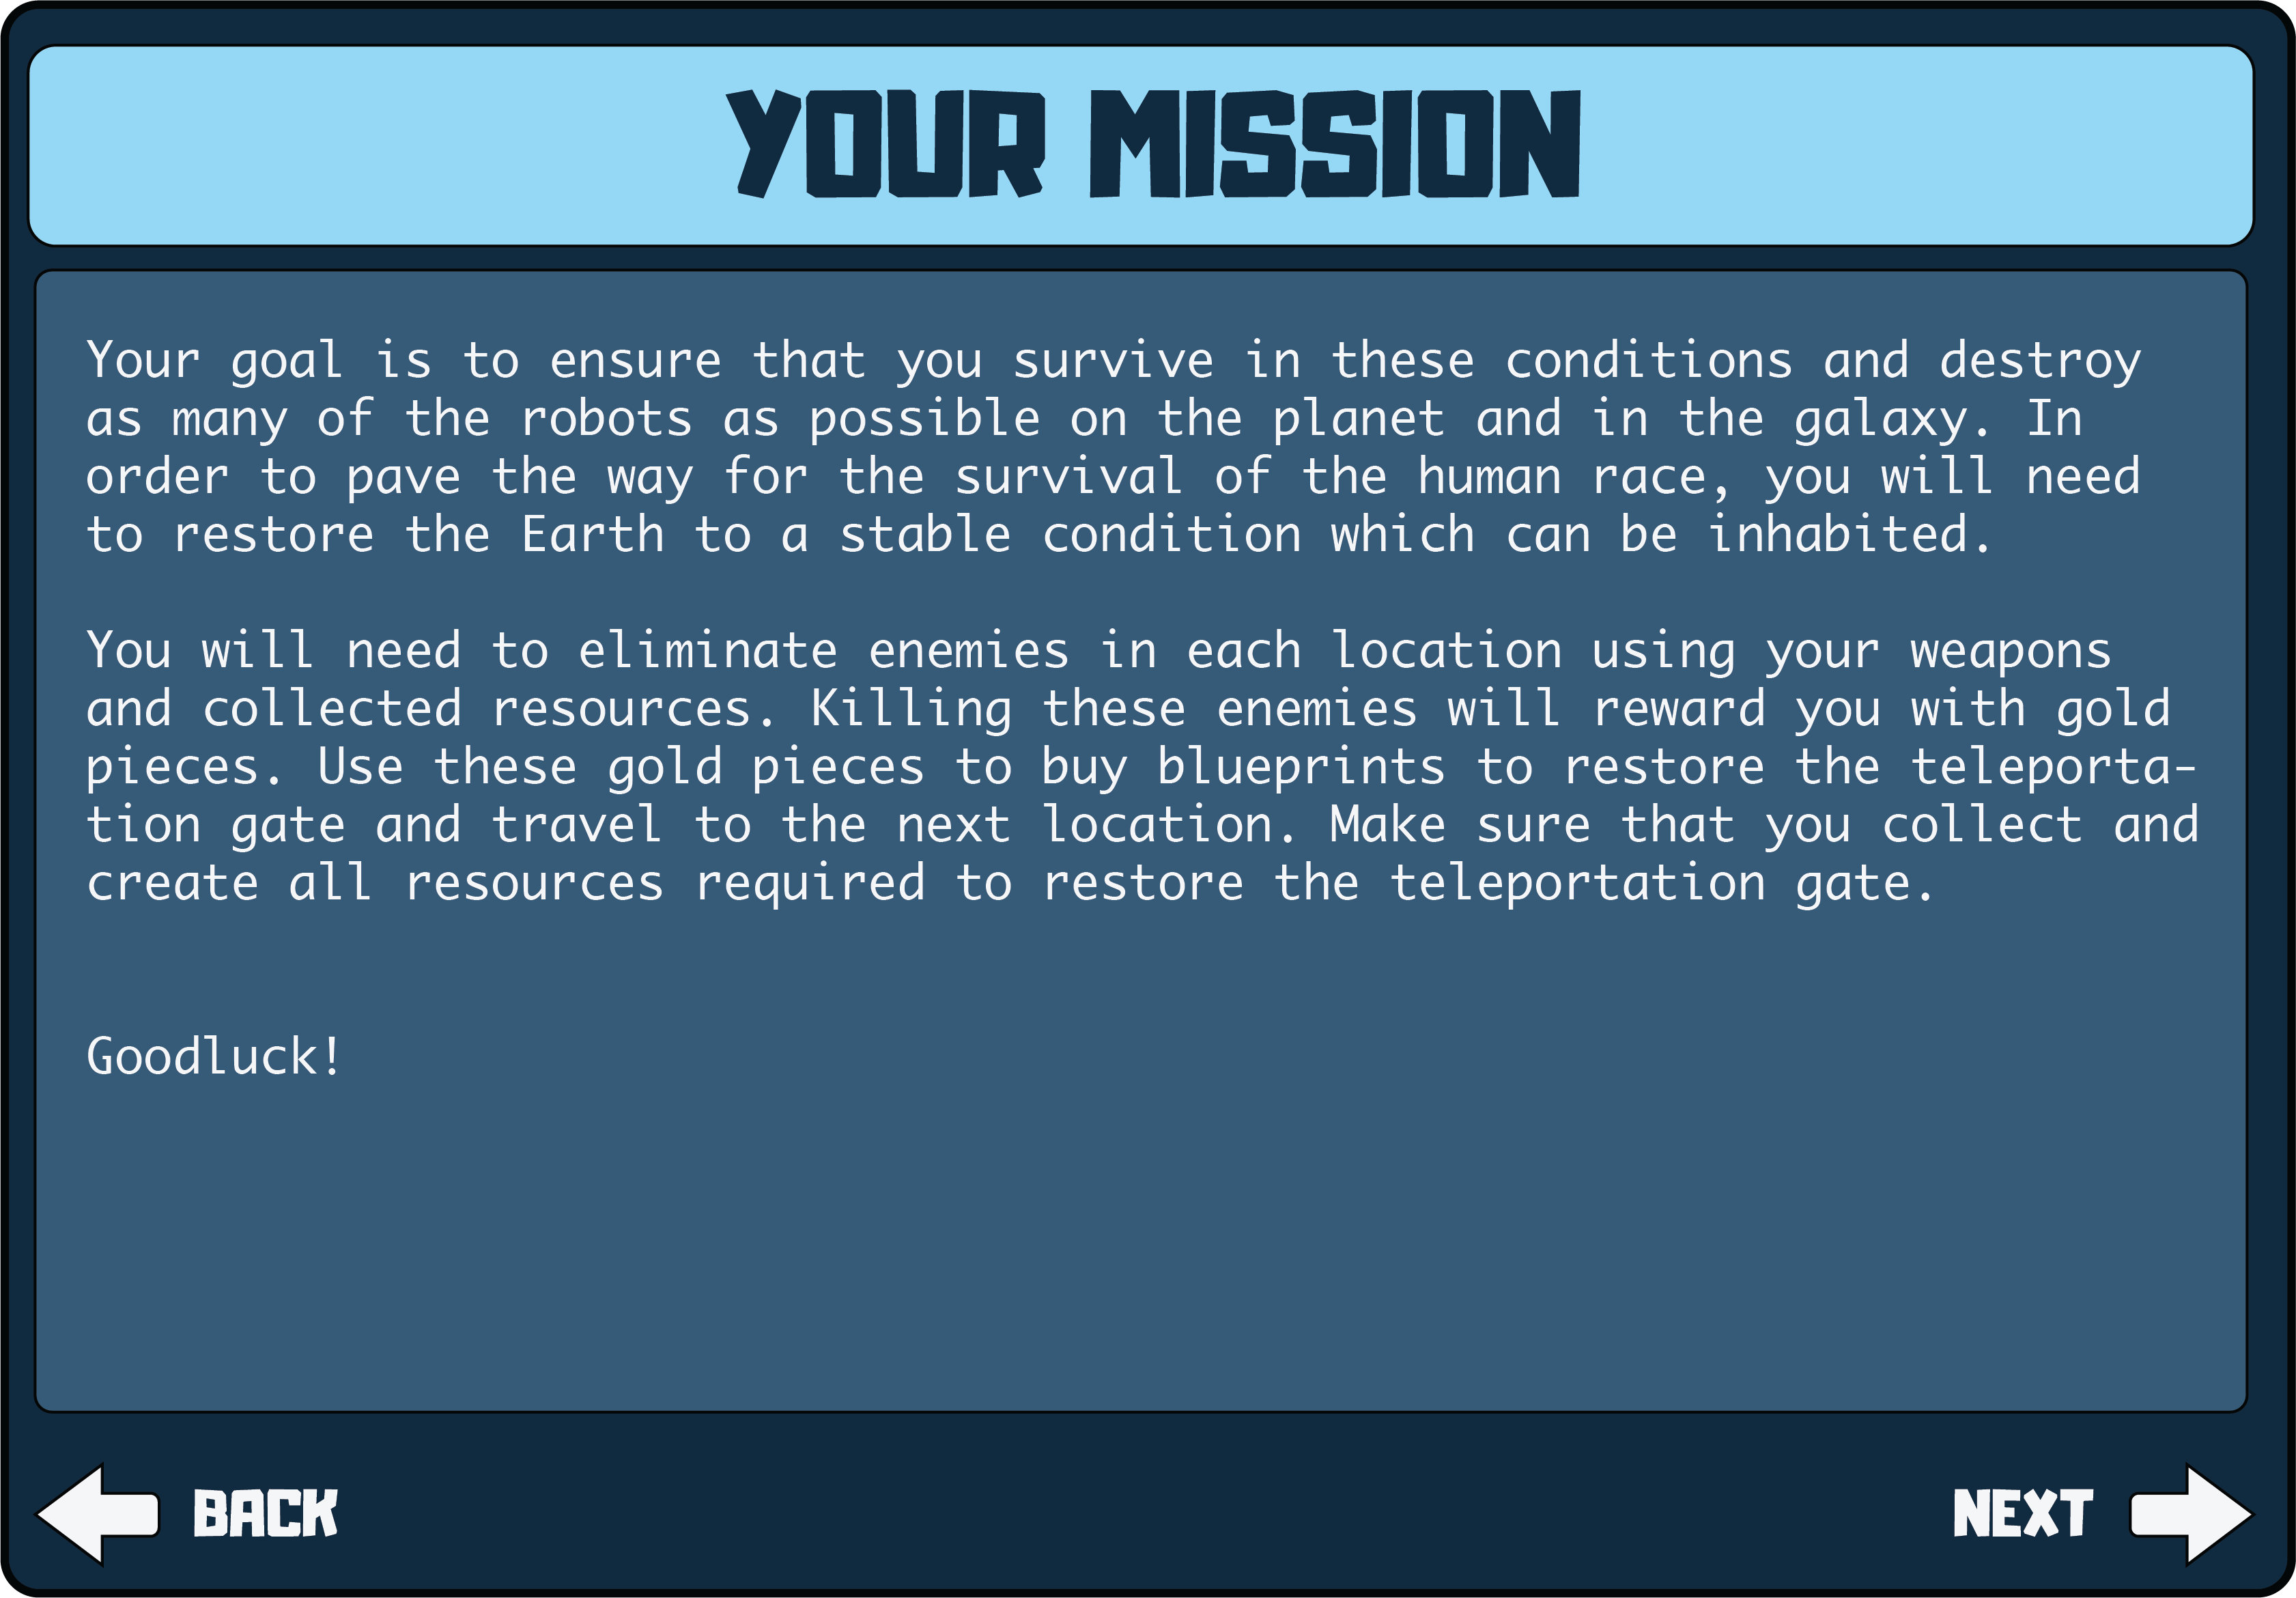 YOUR MISSION
Your goal is to ensure that you survive in these conditions and destroy
as many of the robots as possible on the planet and in the galaxy. In
order to pave the way for the survival of the human race, you will need
to restore the Earth to a stable condition which can be inhabited.
You will need to eliminate enemies in each location using your weapons
and collected resources. Killing these enemies will reward you with gold
pieces. Use these gold pieces to buy blueprints to restore the teleporta-
tion gate and travel to the next location. Make sure that you collect and
create all resources required to restore the teleportation gate.
Goodluck!
BACK
NEXT